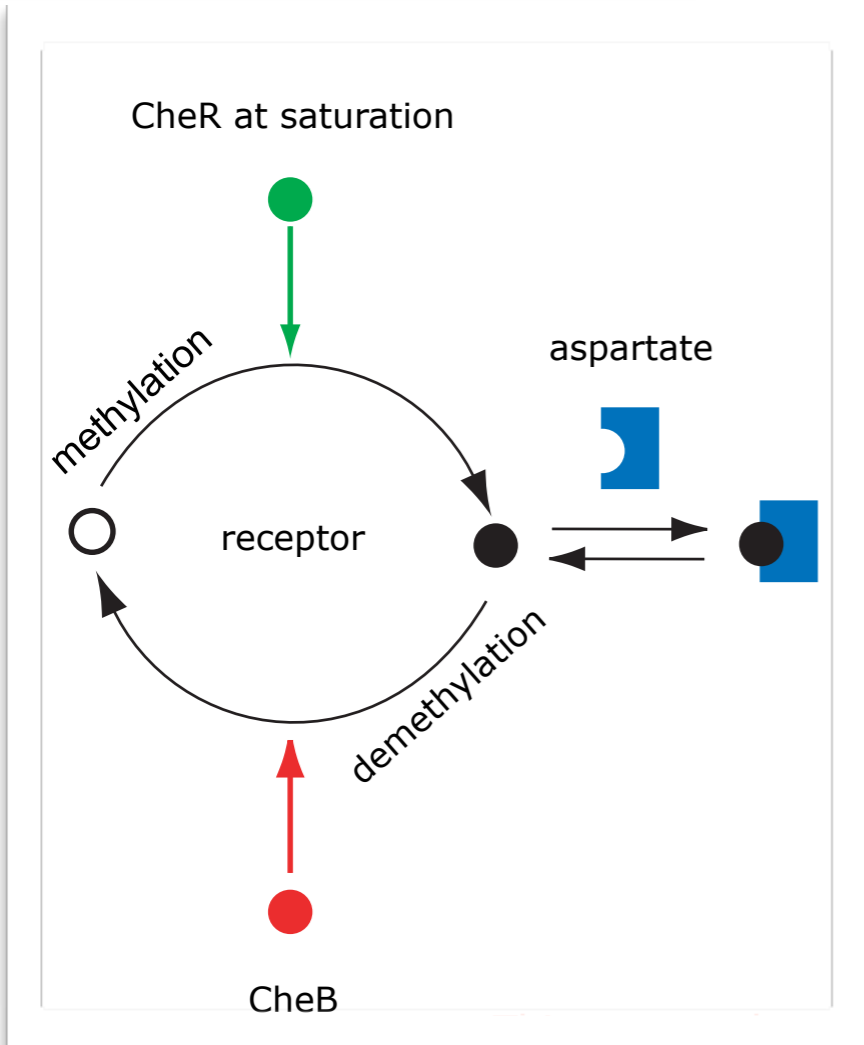 CheR at saturation
methylation
aspartate
receptor
demethylation
CheB